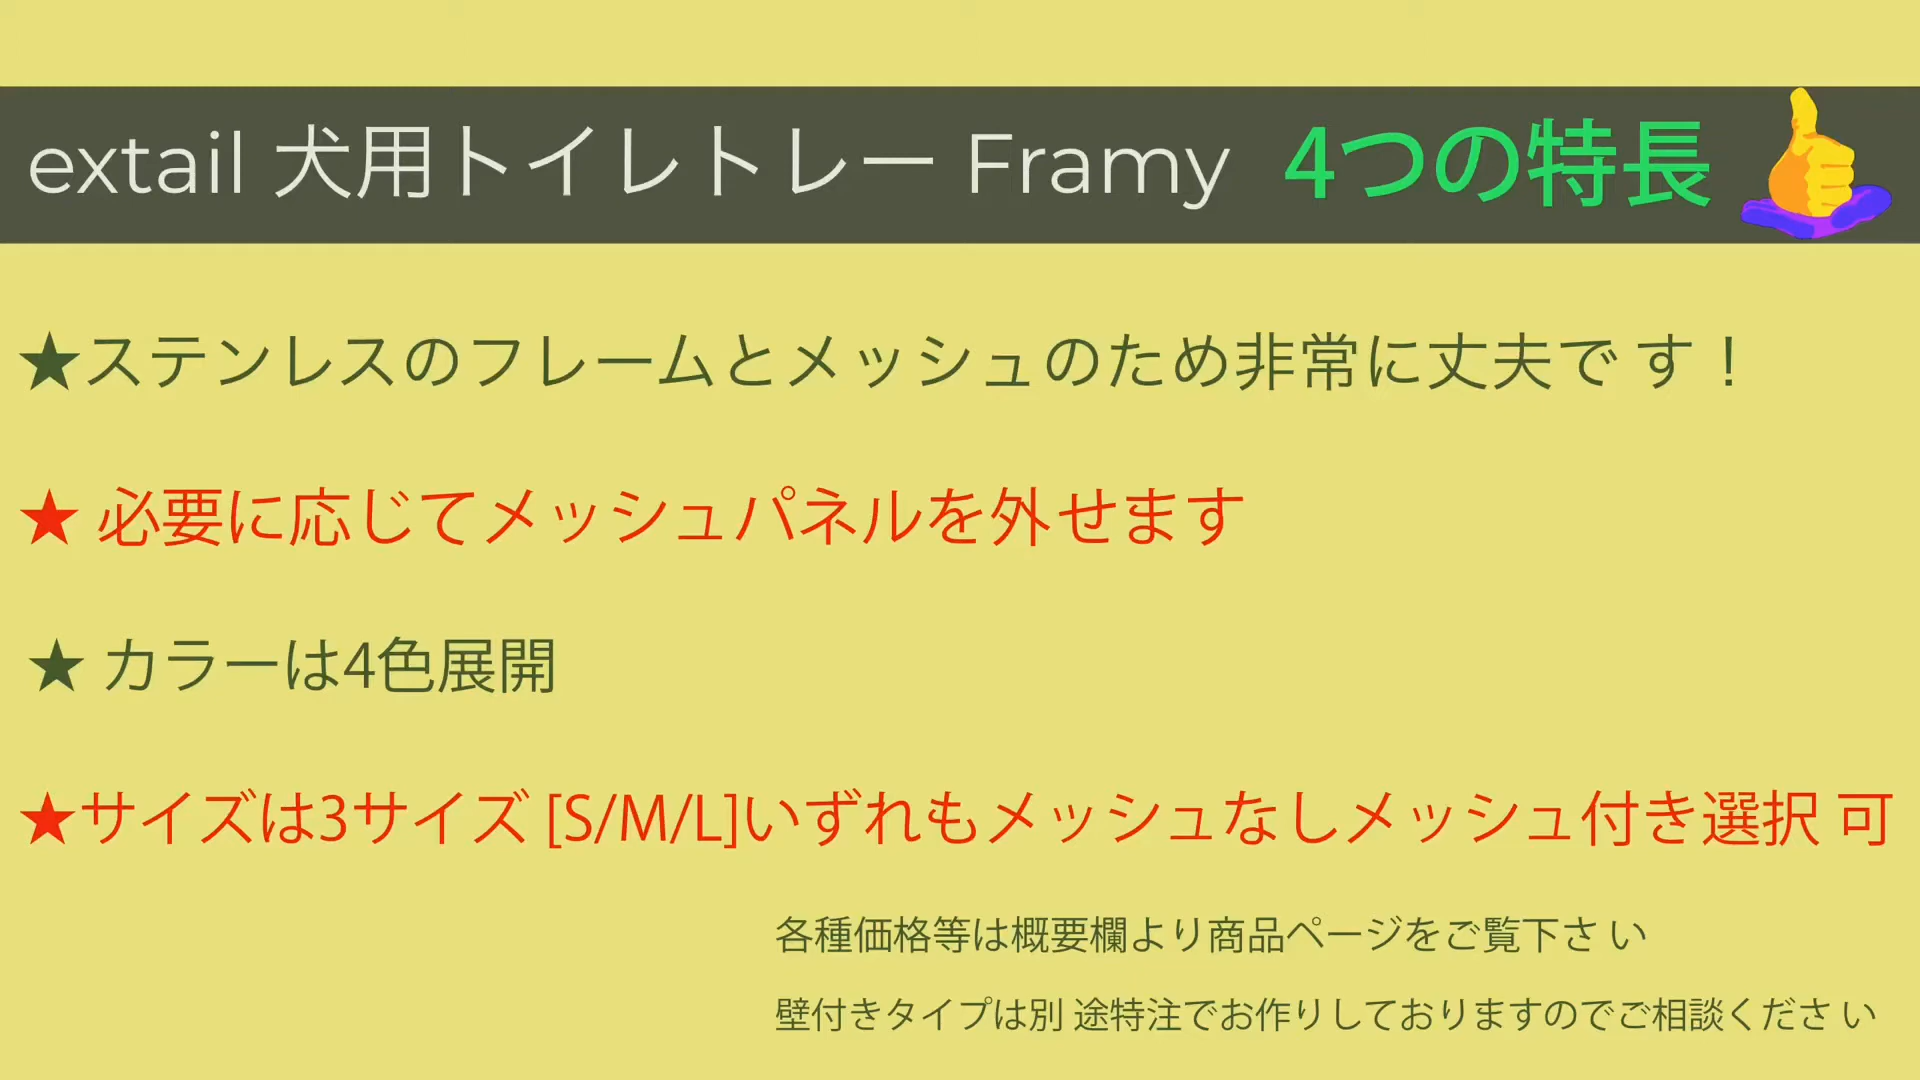 extail 犬用トイレトレー Framy 4つの特長
★ステンレスのフレームとメッシュのため非常に丈夫です！
★ 必要に応じてメッシュパネルを外せます
★ カラーは4色展開
★サイズは3サイズ [S/M/L]いずれもメッシュなしメッシュ付き選択可
各種価格等は概要欄より商品ページをご覧下さい
壁付きタイプは別途特注でお作りしておりますのでご相談ください